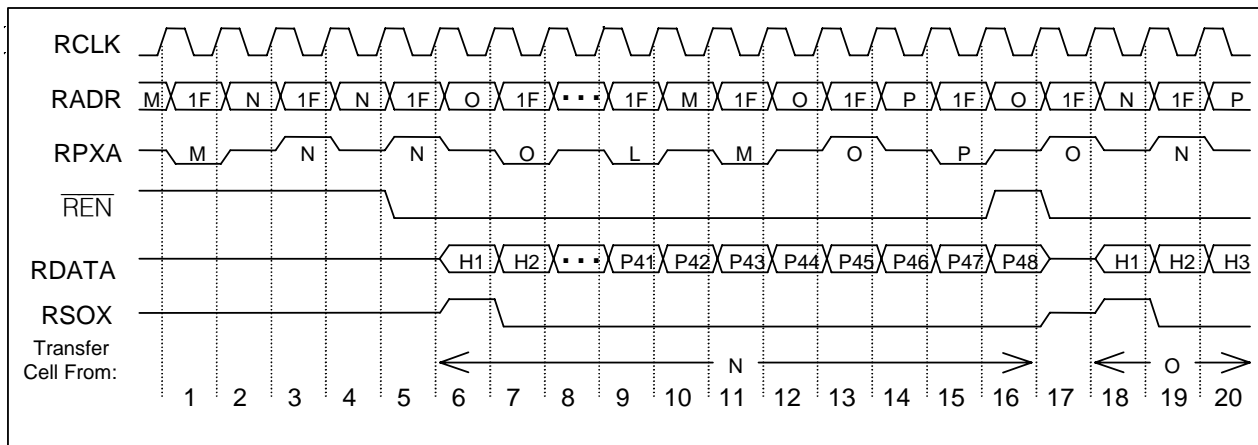 RCLK
RADR M 1F N 1F N 1F O 1F ··· 1F M 1F O 1F P 1F O 1F N 1F P
RPXA M N N O L M O P O N
REN
RDATA H1 H2 ··· P41 P42 P43 P44 P45 P46 P47 P48 H1 H2 H3
RSOX
Transfer
Cell From: N O
1 2 3 4 5 6 7 8 9 10 11 12 13 14 15 16 17 18 19 20